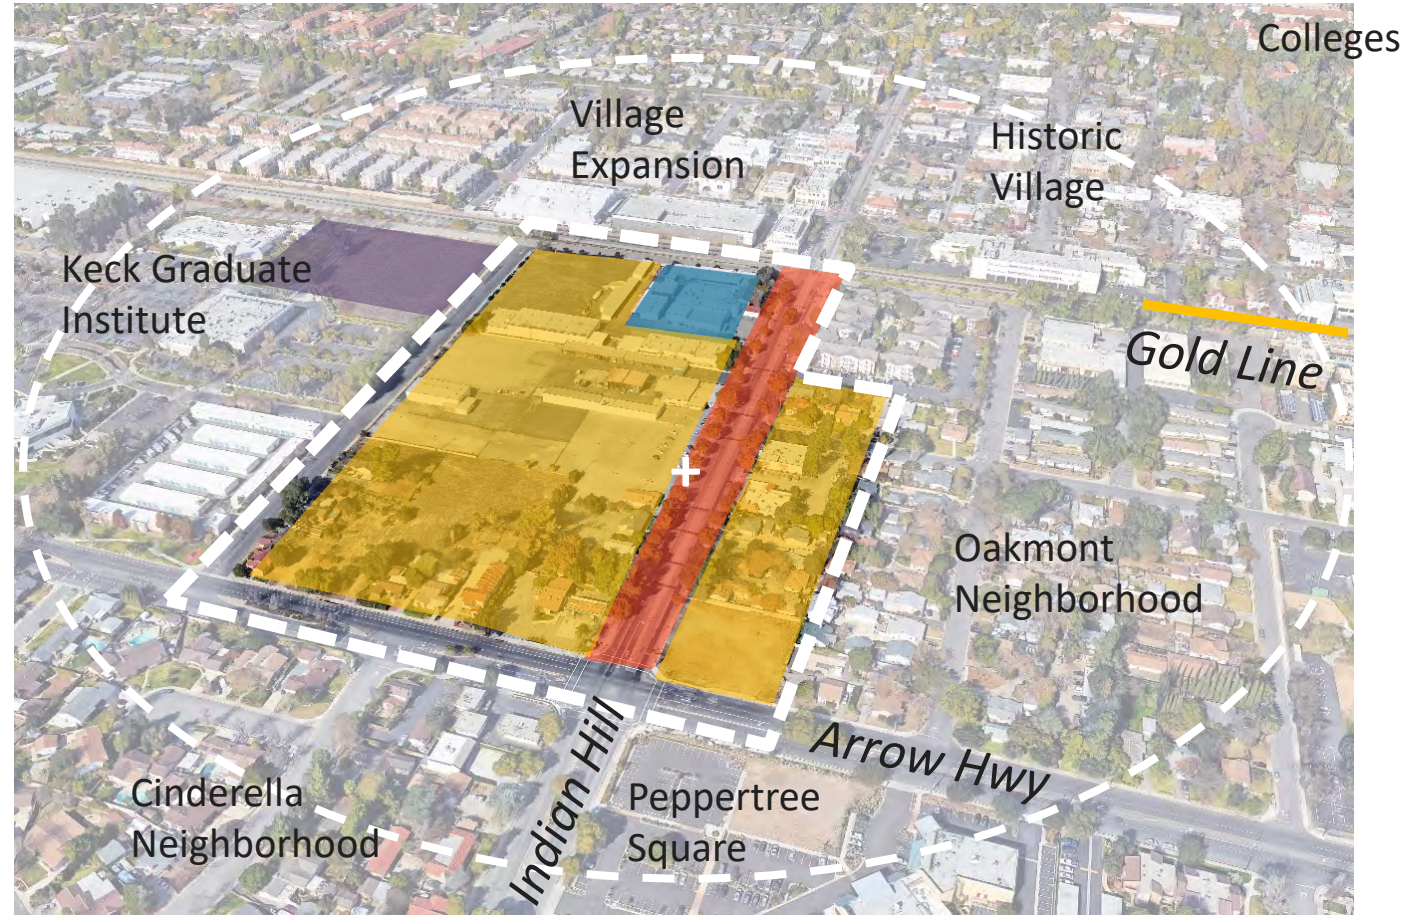 Colleges
Village
Expansion
Historic
Village
Keck Graduate
Institute
Gold Line
Oakmont
Neighborhood
Arrow Hwy
Indian Hill
Cinderella
Neighborhood
Peppertree
Square